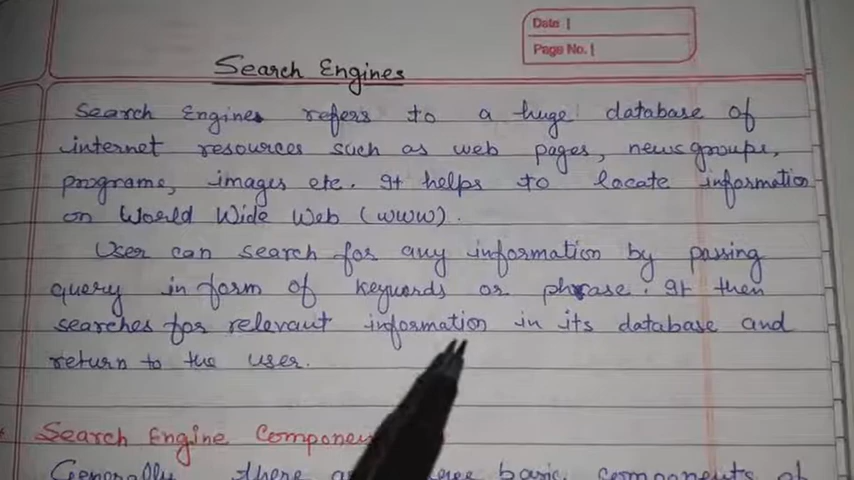 Date
Page No.
Search Engines
Search Engines refers to a huge database of
internet resources such as web pages, newsgroups,
programs, images etc. It helps to locate information
on World Wide Web (WWW).
User can search for any information by passing
query in form of keywords or phrase. It then
searches for relevant information in its database and
return to the user.
Search Engine
Generally there basic components of